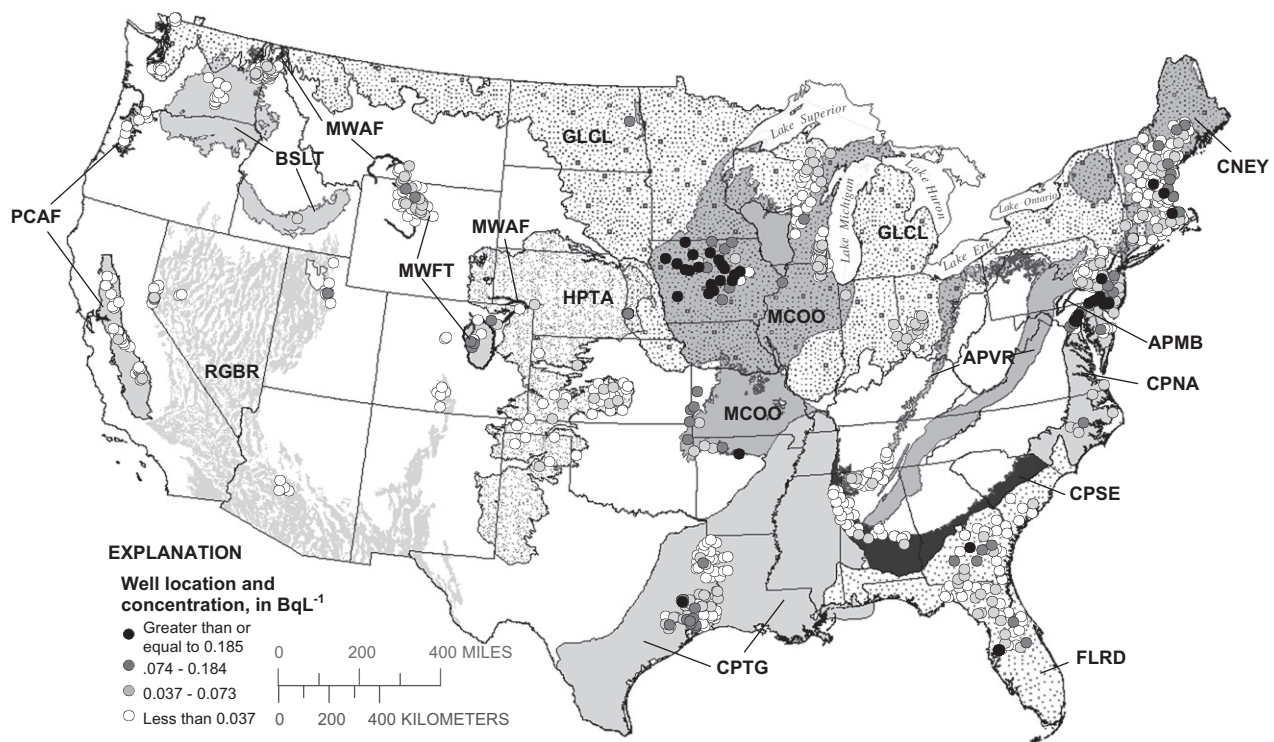 MWAF
BSLT
PCAF
MWFT
MWAF
GLCL
Lake Superior
Lake Michigan
Lake Huron
Lake Ontario
Lake Erie
GLCL
CNEY
HPTA
MCOO
RGBR
APVR
APMB
CPNA
MCOO
CPSE
CPTG
FLRD
EXPLANATION
Well location and
concentration, in BqL-1
Greater than or
equal to 0.185
.074 - 0.184
0.037 - 0.073
Less than 0.037
0 200 400 MILES
0 200 400 KILOMETERS